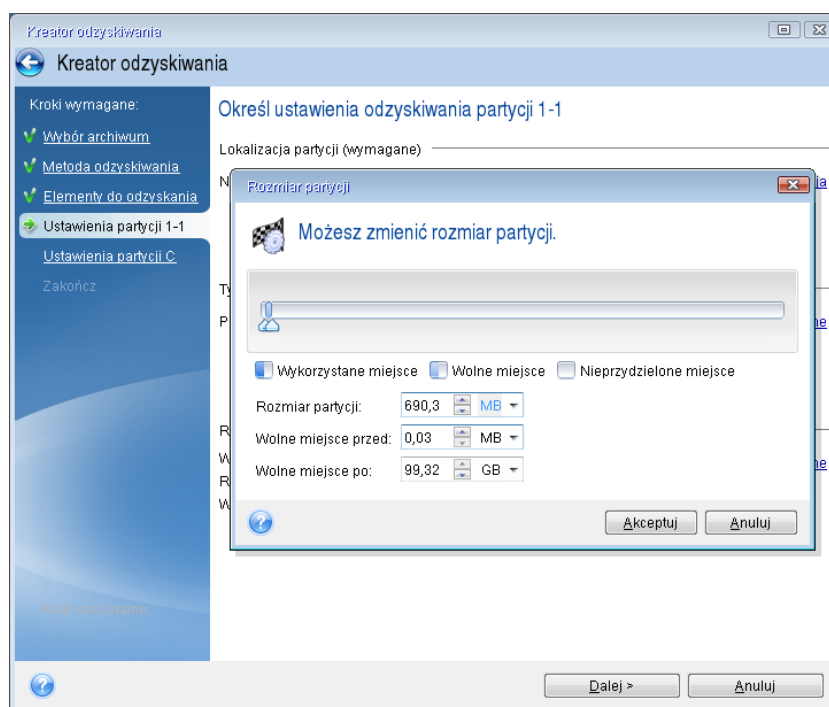 Kreator odzyskiwania
Kreator odzyskiwania
Kroki wymagane:
Wybór archiwum
Metoda odzyskiwania
Elementy do odzyskania
Ustawienia partycji 1-1
Ustawienia partycji C
Zakończ
Określ ustawienia odzyskiwania partycji 1-1
Lokalizacja partycji (wymagane)
Rozmiar partycji
Możesz zmienić rozmiar partycji.
Wykorzystane miejsce Wolne miejsce Nieprzydzielone miejsce
Rozmiar partycji: 690,3 MB
Wolne miejsce przed: 0,03 MB
Wolne miejsce po: 99,32 GB
Akceptuj Anuluj
Dalej > Anuluj